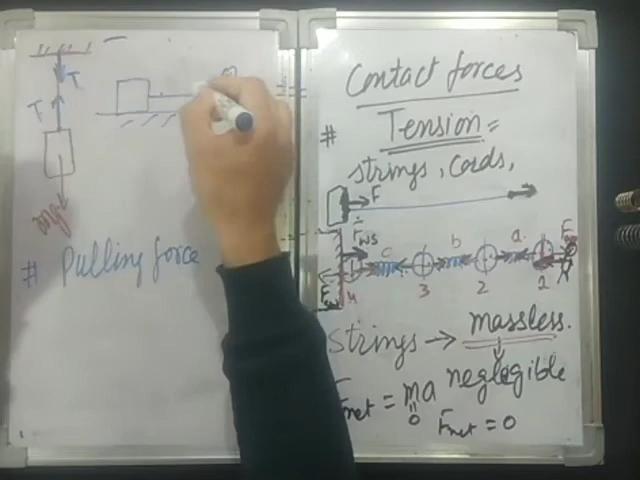 T
T
mg
# Pulling force
Contact forces
# Tension =
strings, Cords,
F
Fws
c b a
4 3 2 1
Strings → massless.
neglegible
Fnet = ma
0
Fnet = 0